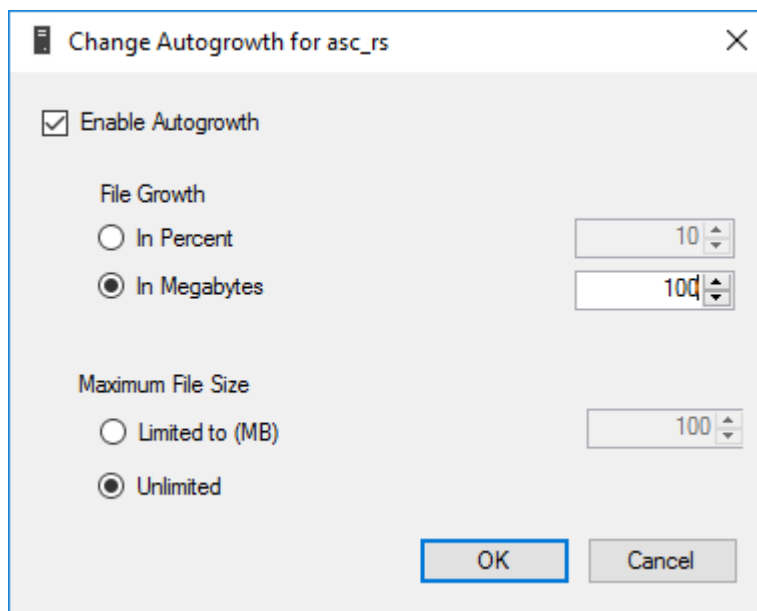 Change Autogrowth for asc_rs
Enable Autogrowth
File Growth
In Percent 10
In Megabytes 100
Maximum File Size
Limited to (MB) 100
Unlimited
OK Cancel